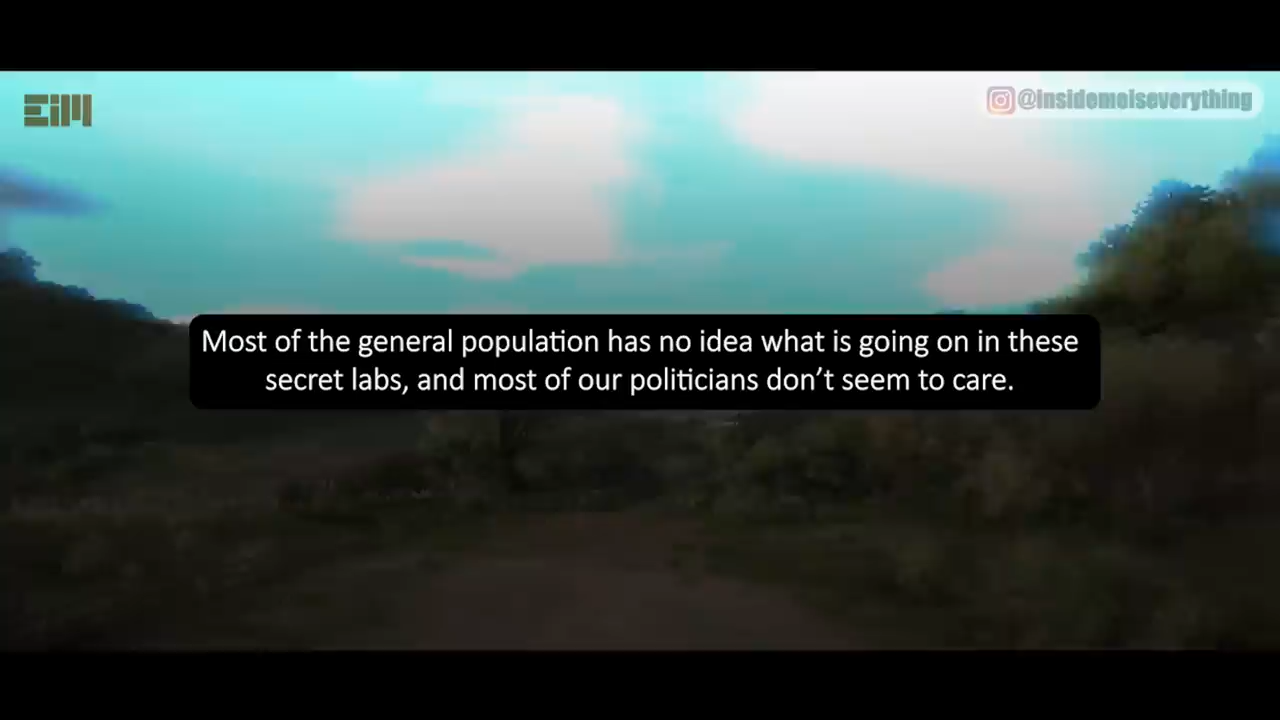 EiM
@insidemeiseverything
Most of the general population has no idea what is going on in these
secret labs, and most of our politicians don’t seem to care.